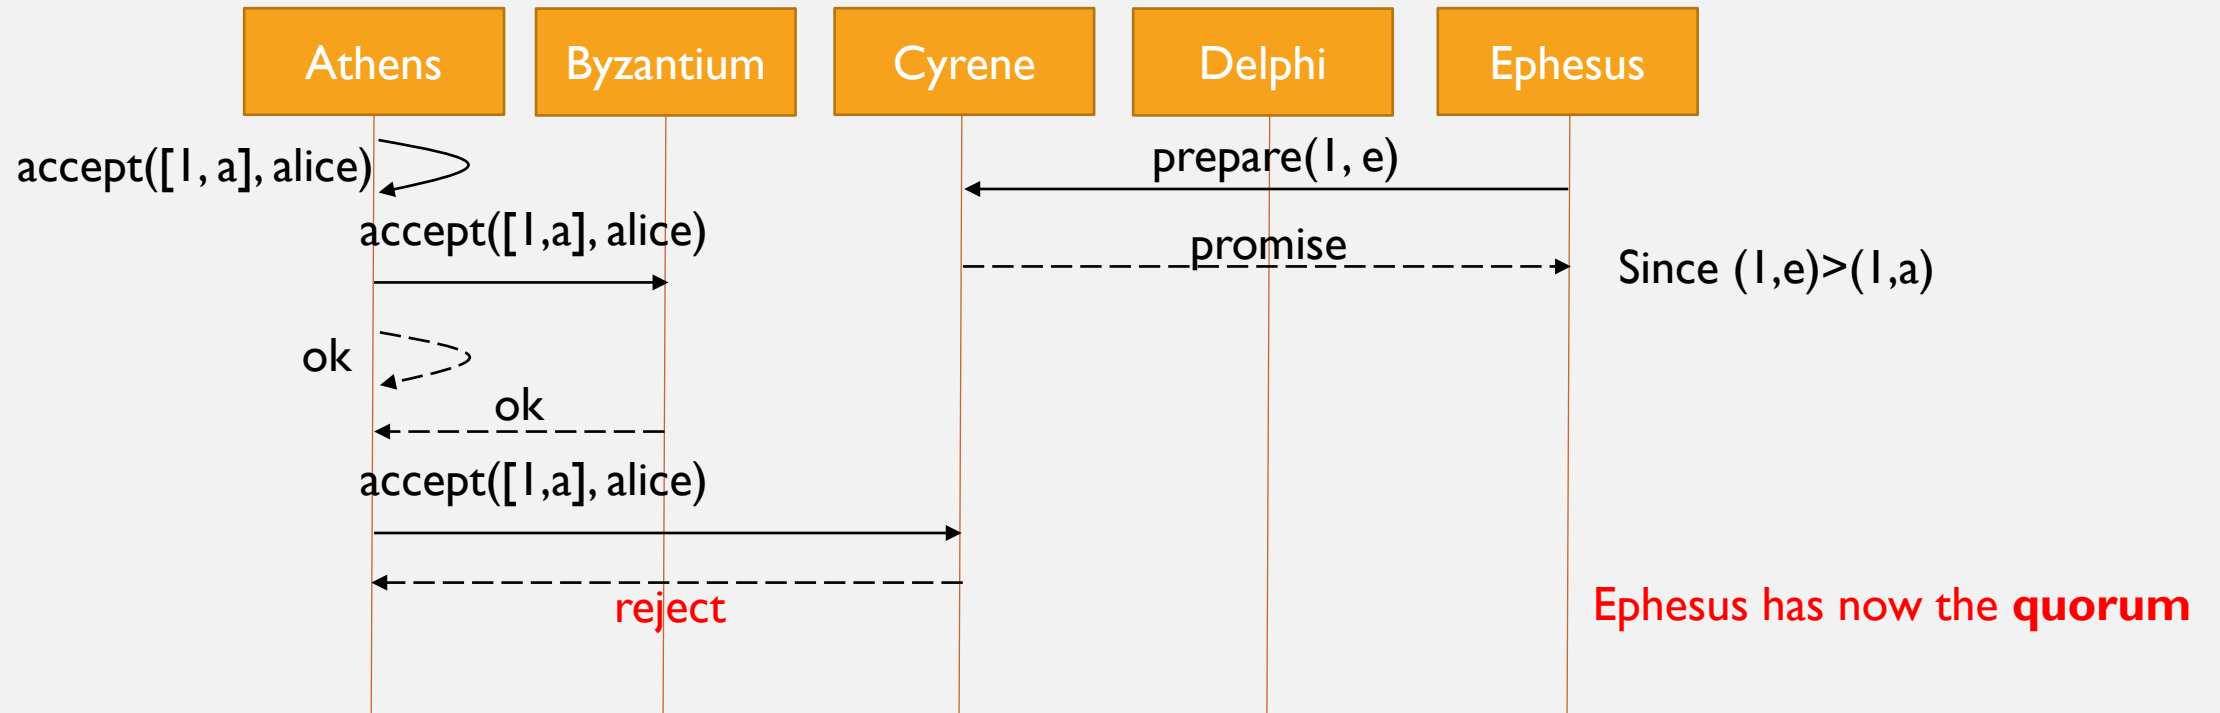 Athens
Byzantium
Cyrene
Delphi
Ephesus
accept([1, a], alice)
prepare(1, e)
accept([1,a], alice)
promise
Since (1,e)>(1,a)
ok
ok
accept([1,a], alice)
reject
Ephesus has now the quorum